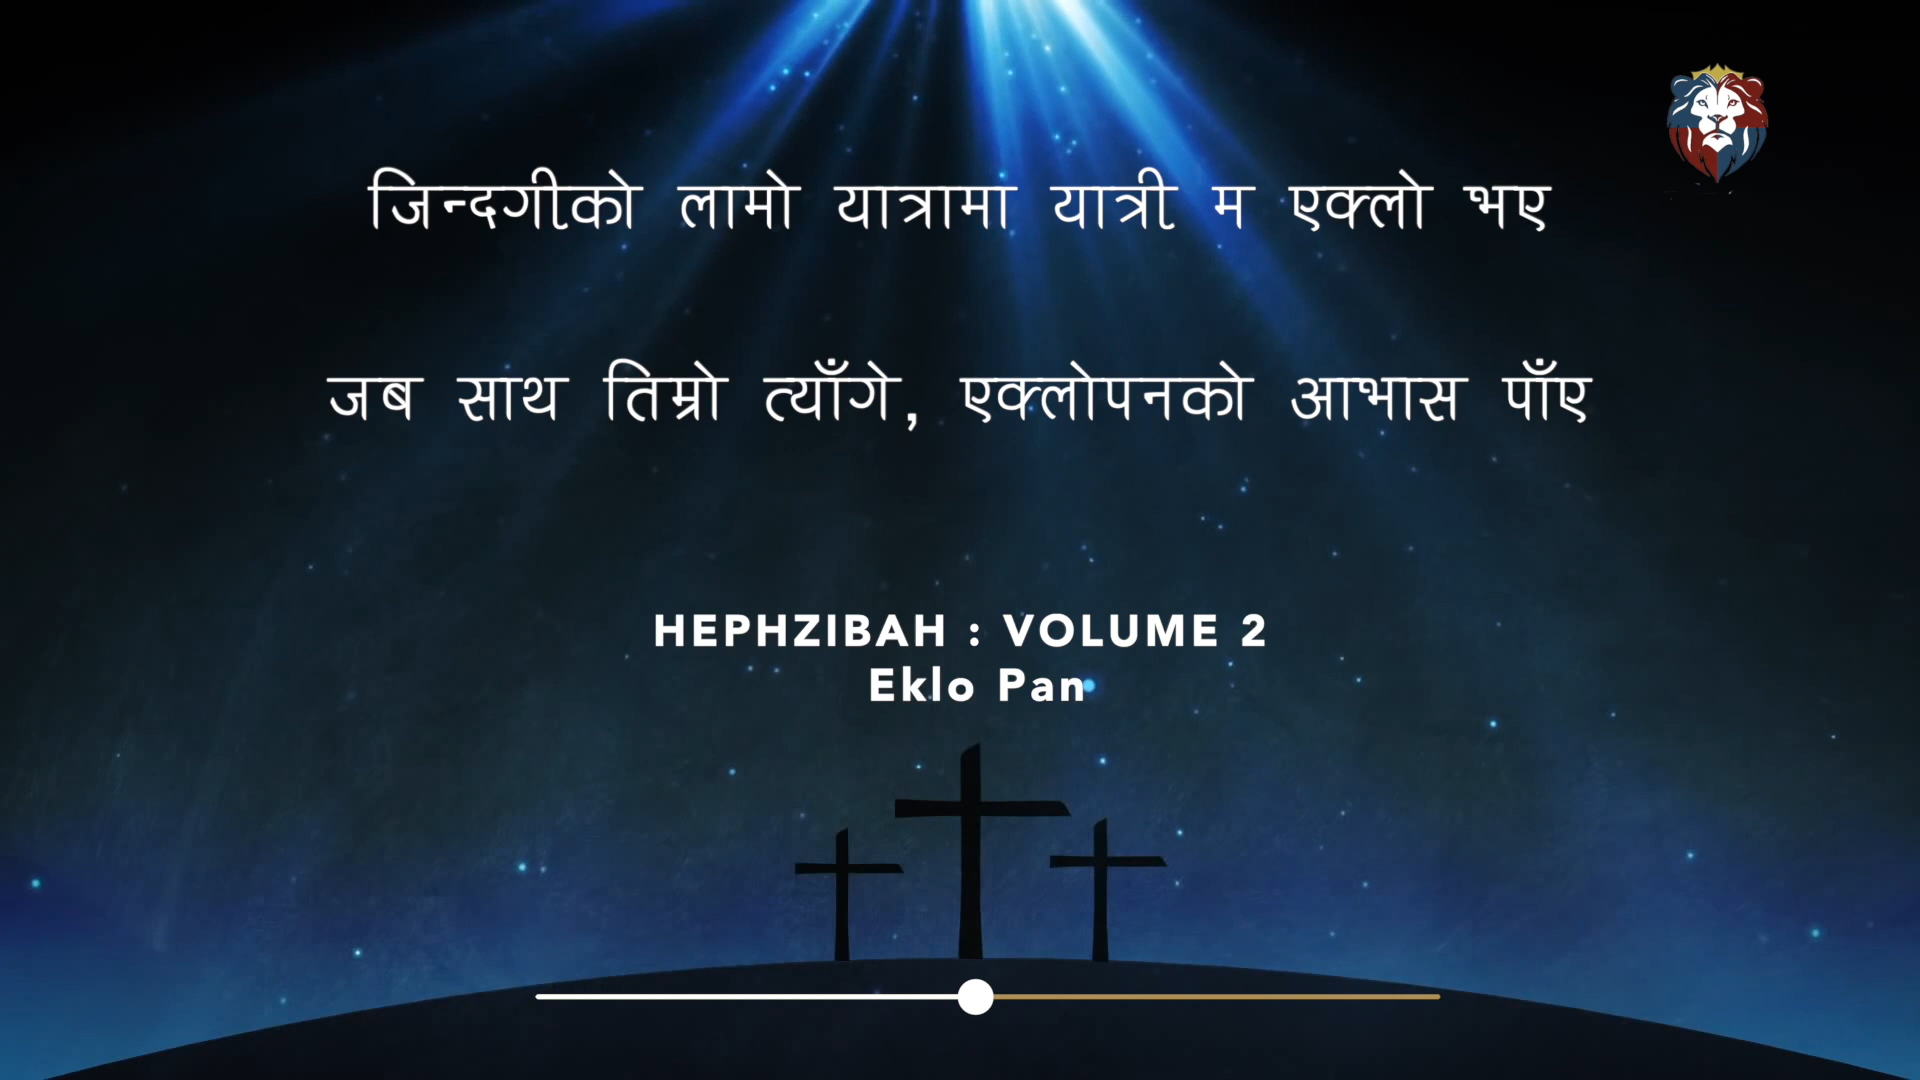 जिन्दगीको लामो यात्रामा यात्री म एक्लो भए
जब साथ तिम्रो त्याँगे, एक्लोपनको आभास पाँए
HEPHZIBAH : VOLUME 2
Eklo Pan